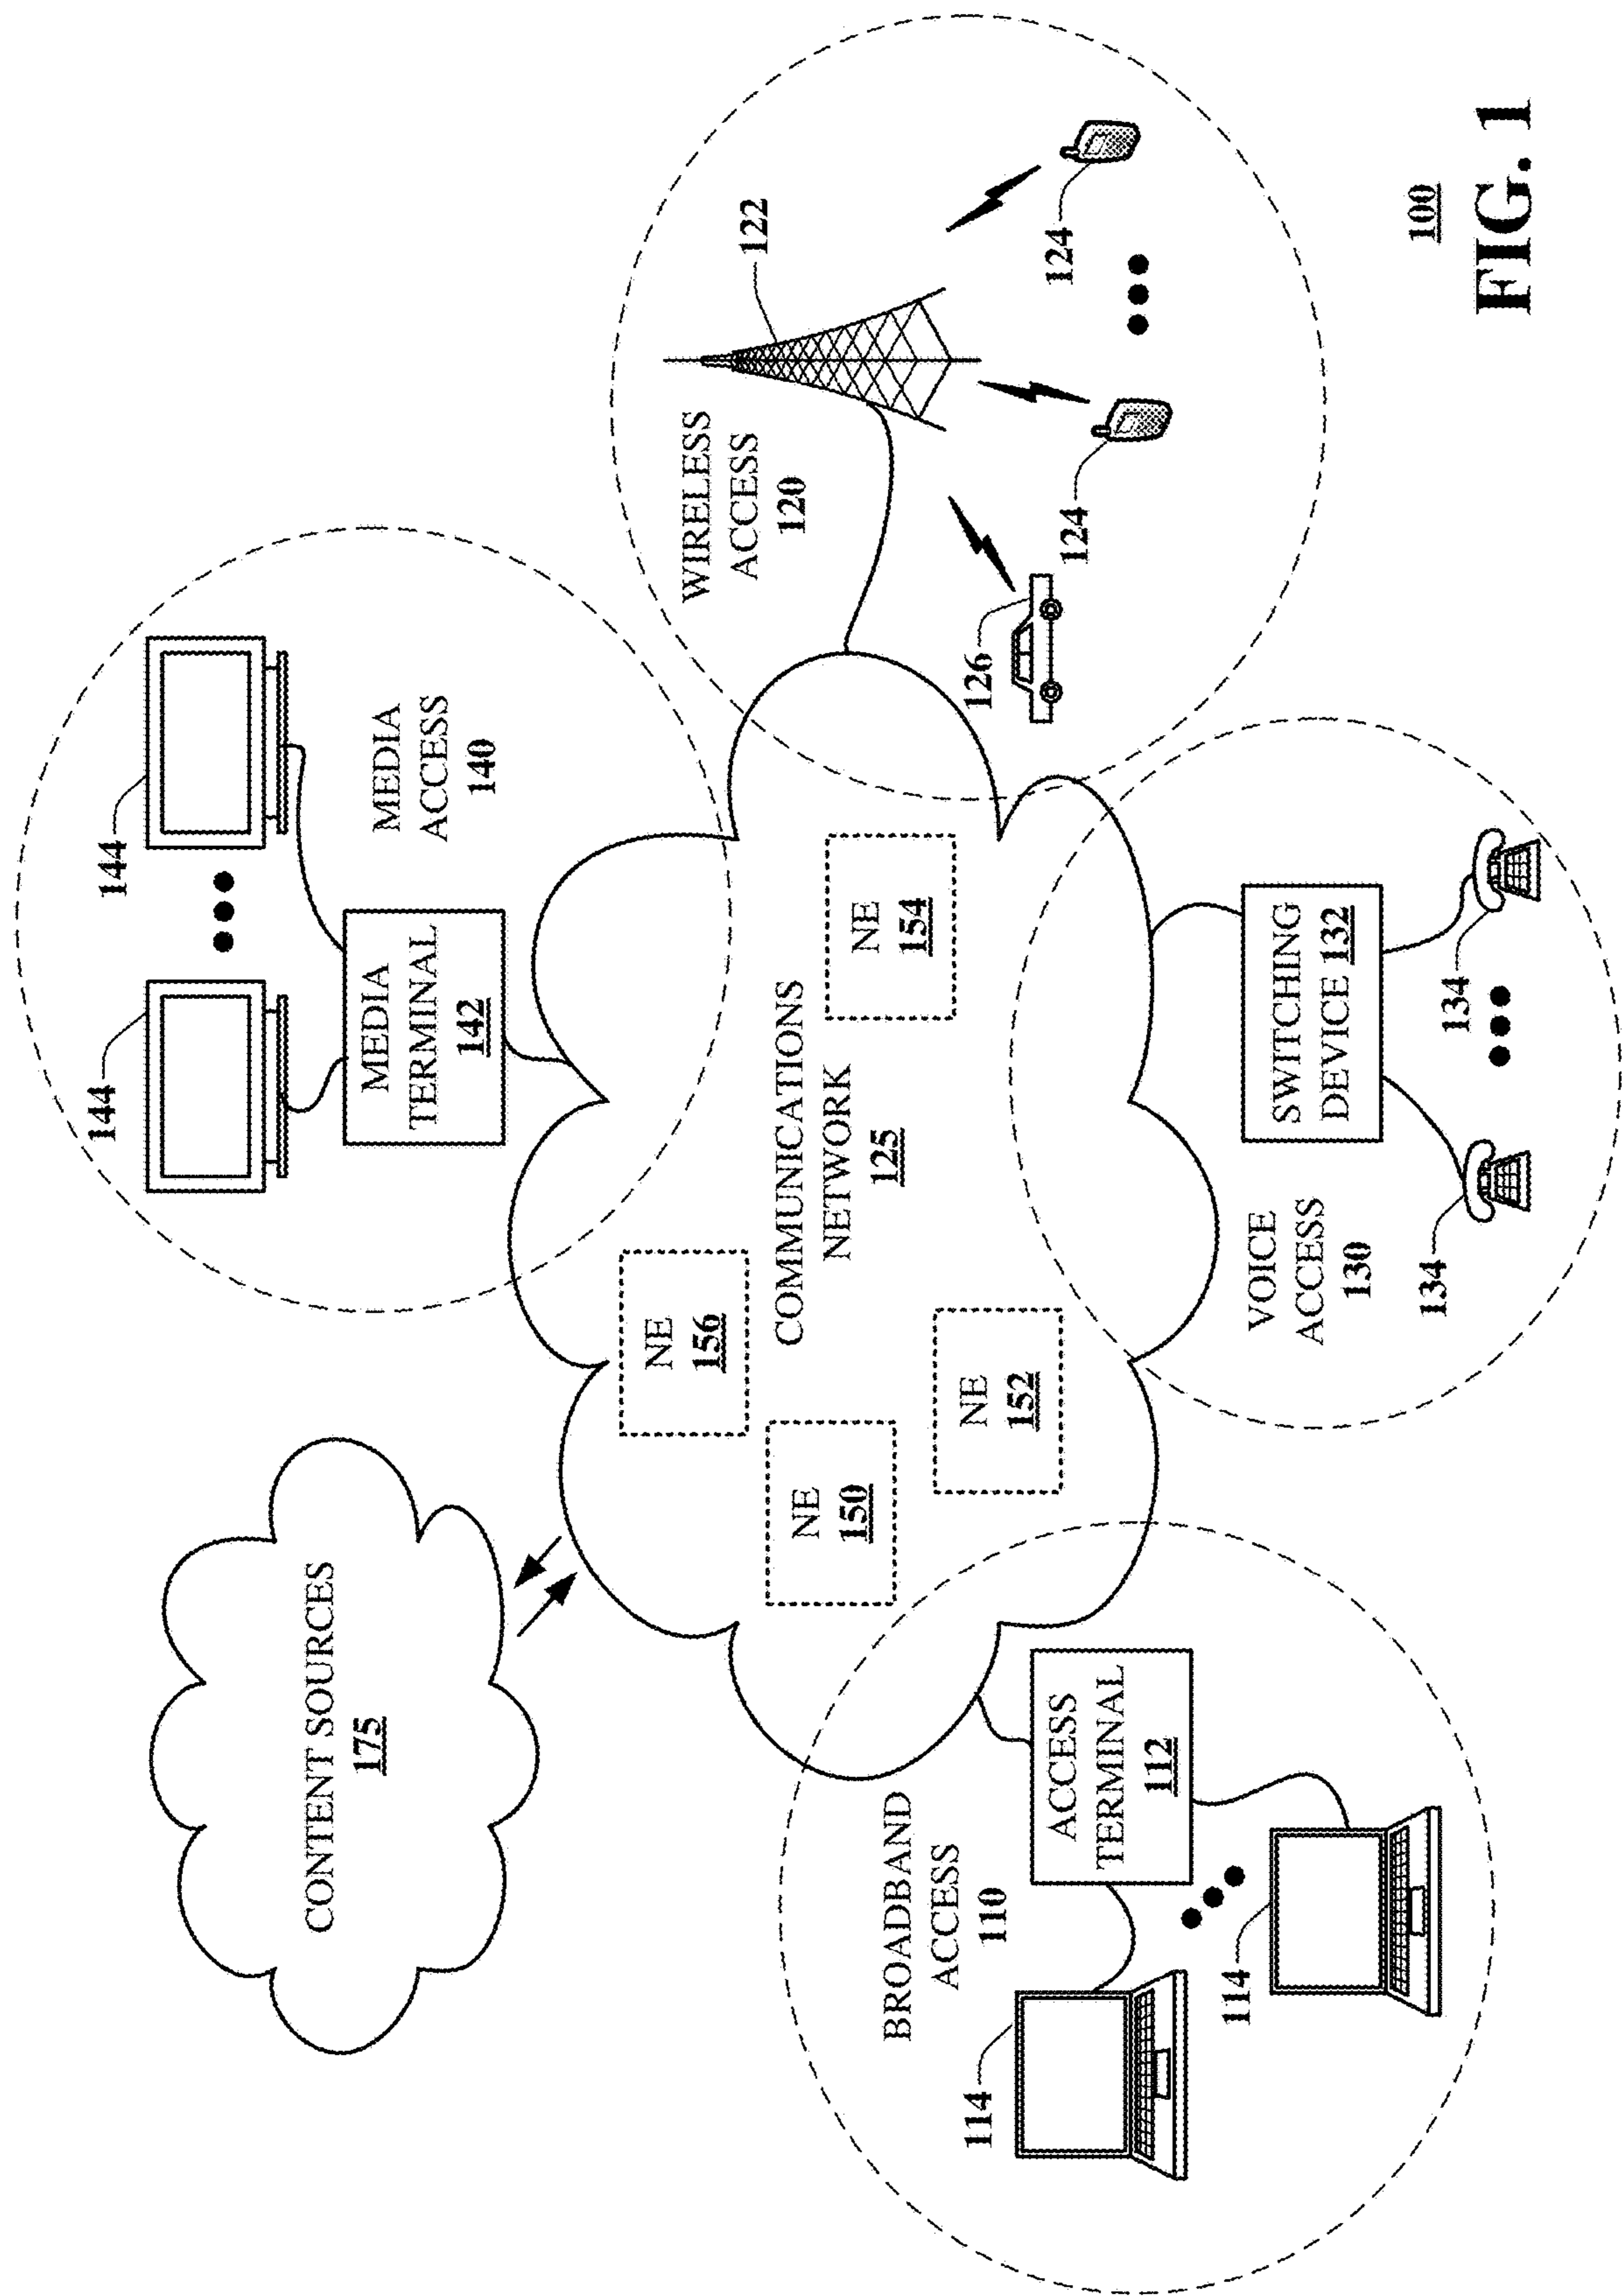 CONTENT SOURCES
175
144
144
MEDIA
TERMINAL
142
MEDIA
ACCESS
140
NE
156
NE
150
NE
152
COMMUNICATIONS
NETWORK
125
NE
154
WIRELESS
ACCESS
120
122
126
124
124
BROADBAND
ACCESS
110
ACCESS
TERMINAL
112
114
114
VOICE
ACCESS
130
SWITCHING
DEVICE 132
134
134
100
FIG. 1